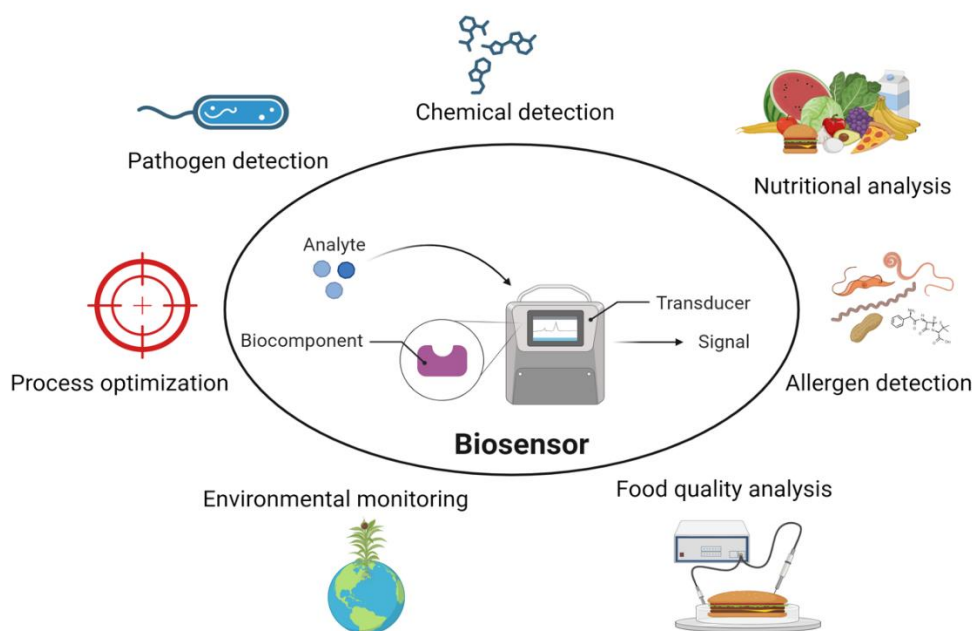 Chemical detection
Pathogen detection
Nutritional analysis
Analyte
Transducer
Biocomponent
Signal
Process optimization
Allergen detection
Biosensor
Environmental monitoring
Food quality analysis